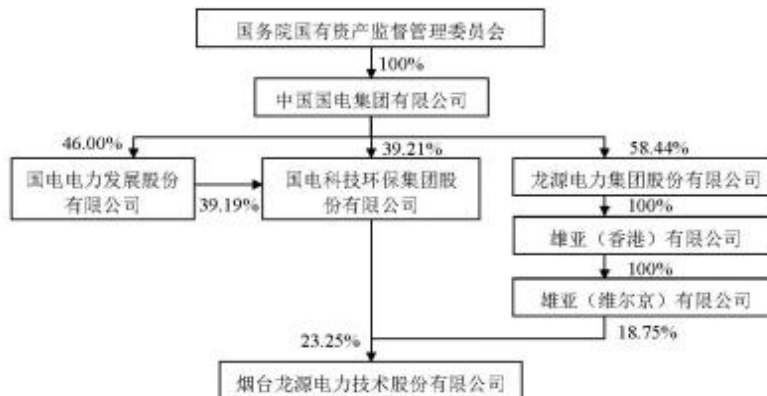 国务院国有资产监督管理委员会
100%
中国国电集团有限公司
46.00%
39.21%
58.44%
国电电力发展股份
有限公司
39.19%
国电科技环保集团股
份有限公司
龙源电力集团股份有限公司
100%
雄亚（香港）有限公司
100%
雄亚（维尔京）有限公司
23.25%
18.75%
烟台龙源电力技术股份有限公司